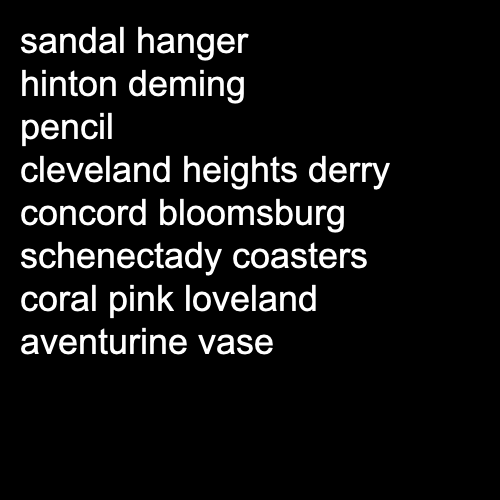 sandal hanger
hinton deming
pencil
cleveland heights derry
concord bloomsburg
schenectady coasters
coral pink loveland
aventurine vase